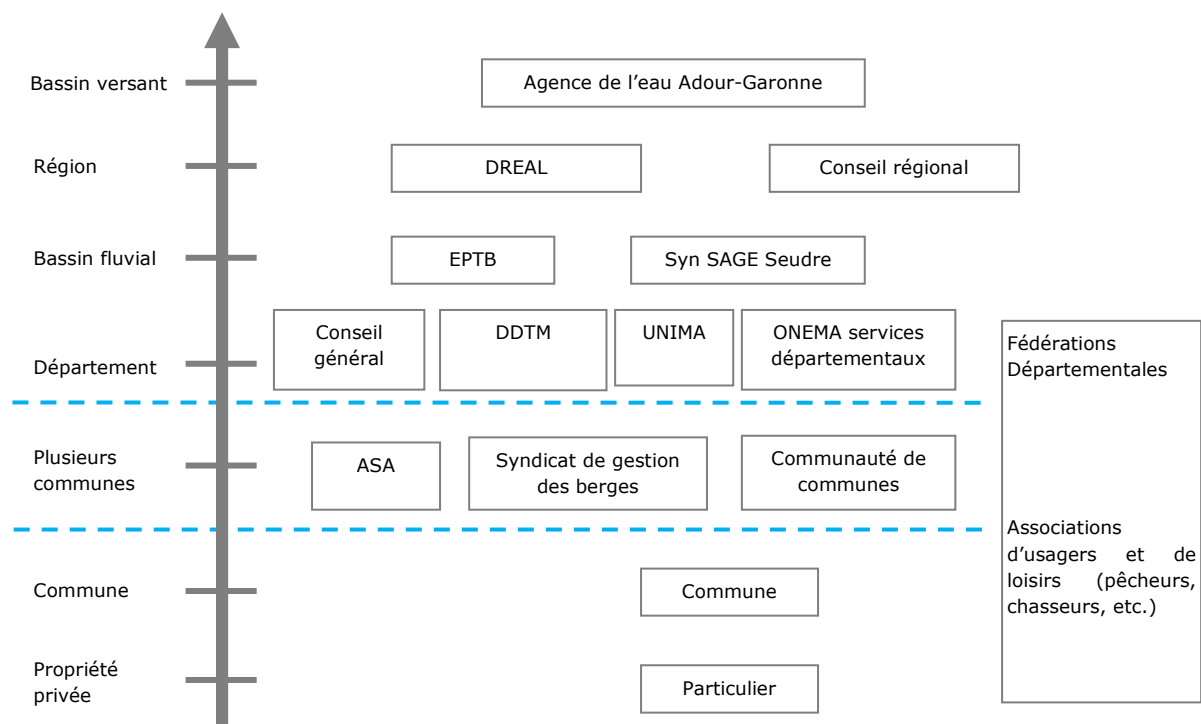 Bassin versant
Agence de l’eau Adour-Garonne
Région
DREAL
Conseil régional
Bassin fluvial
EPTB
Syn SAGE Seudre
Département
Conseil
général
DDTM
UNIMA
ONEMA services
départementaux
Fédérations
Départementales
Plusieurs
communes
ASA
Syndicat de gestion
des berges
Communauté de
communes
Associations
d’usagers et de
loisirs (pêcheurs,
chasseurs, etc.)
Commune
Commune
Propriété
privée
Particulier